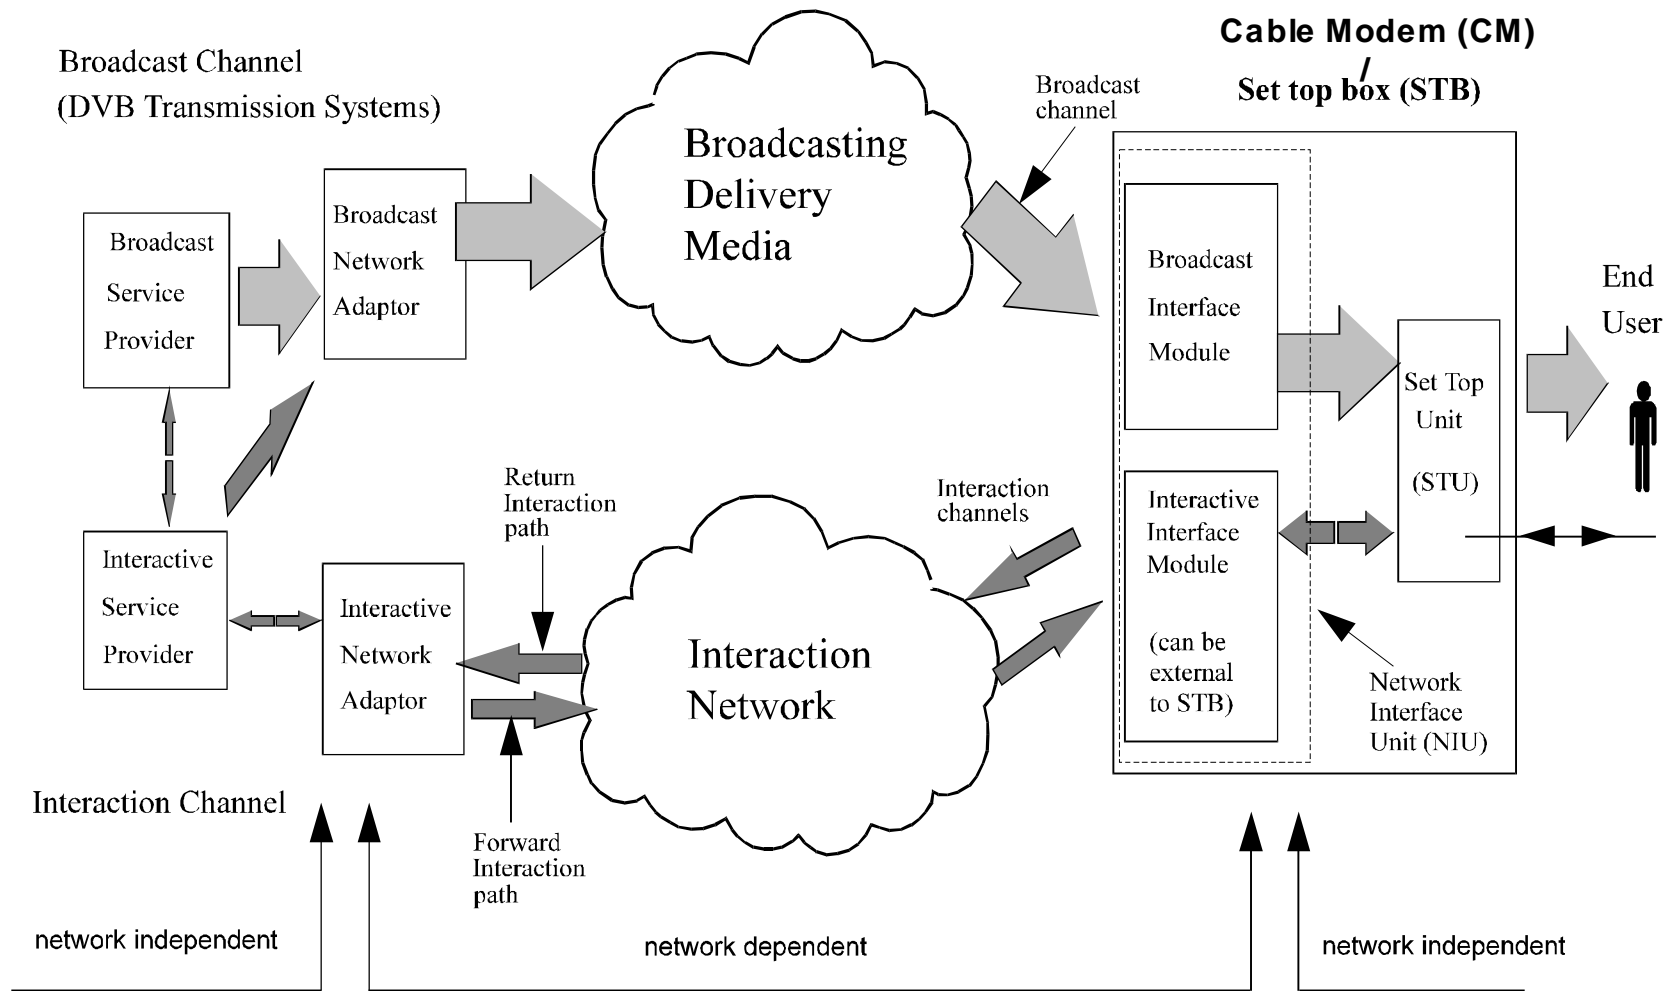 Cable Modem (CM)
/
Set top box (STB)
Broadcast Channel
(DVB Transmission Systems)
Broadcast
channel
Broadcasting
Delivery
Media
Broadcast
Network
Adaptor
Broadcast
Service
Provider
Broadcast
Interface
Module
End
User
Set Top
Unit
(STU)
Return
Interaction
path
Interaction
channels
Interactive
Interface
Module
(can be
external
to STB)
Interactive
Service
Provider
Interactive
Network
Adaptor
Interaction
Network
Network
Interface
Unit (NIU)
Interaction Channel
Forward
Interaction
path
network independent
network dependent
network independent